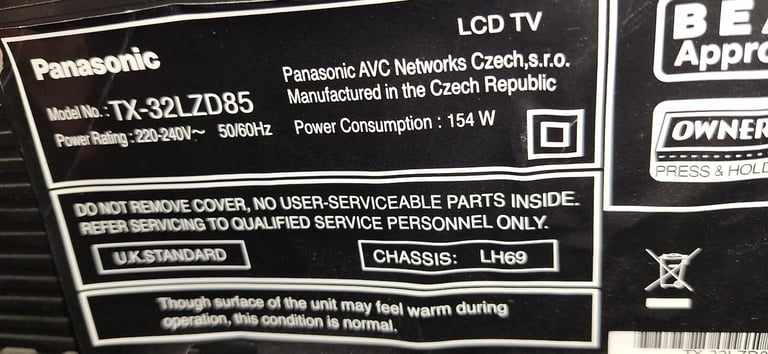 LCD TV
Panasonic
Panasonic AVC Networks Czech,s.r.o.
Manufactured in the Czech Republic
Model No.: TX-32LZD85
Power Rating : 220-240V~ 50/60Hz
Power Consumption : 154 W
DO NOT REMOVE COVER, NO USER-SERVICEABLE PARTS INSIDE.
REFER SERVICING TO QUALIFIED SERVICE PERSONNEL ONLY.
U.K.STANDARD
CHASSIS: LH69
Though surface of the unit may feel warm during
operation, this condition is normal.
BEA
Appro
OWNER
PRESS & HOLD